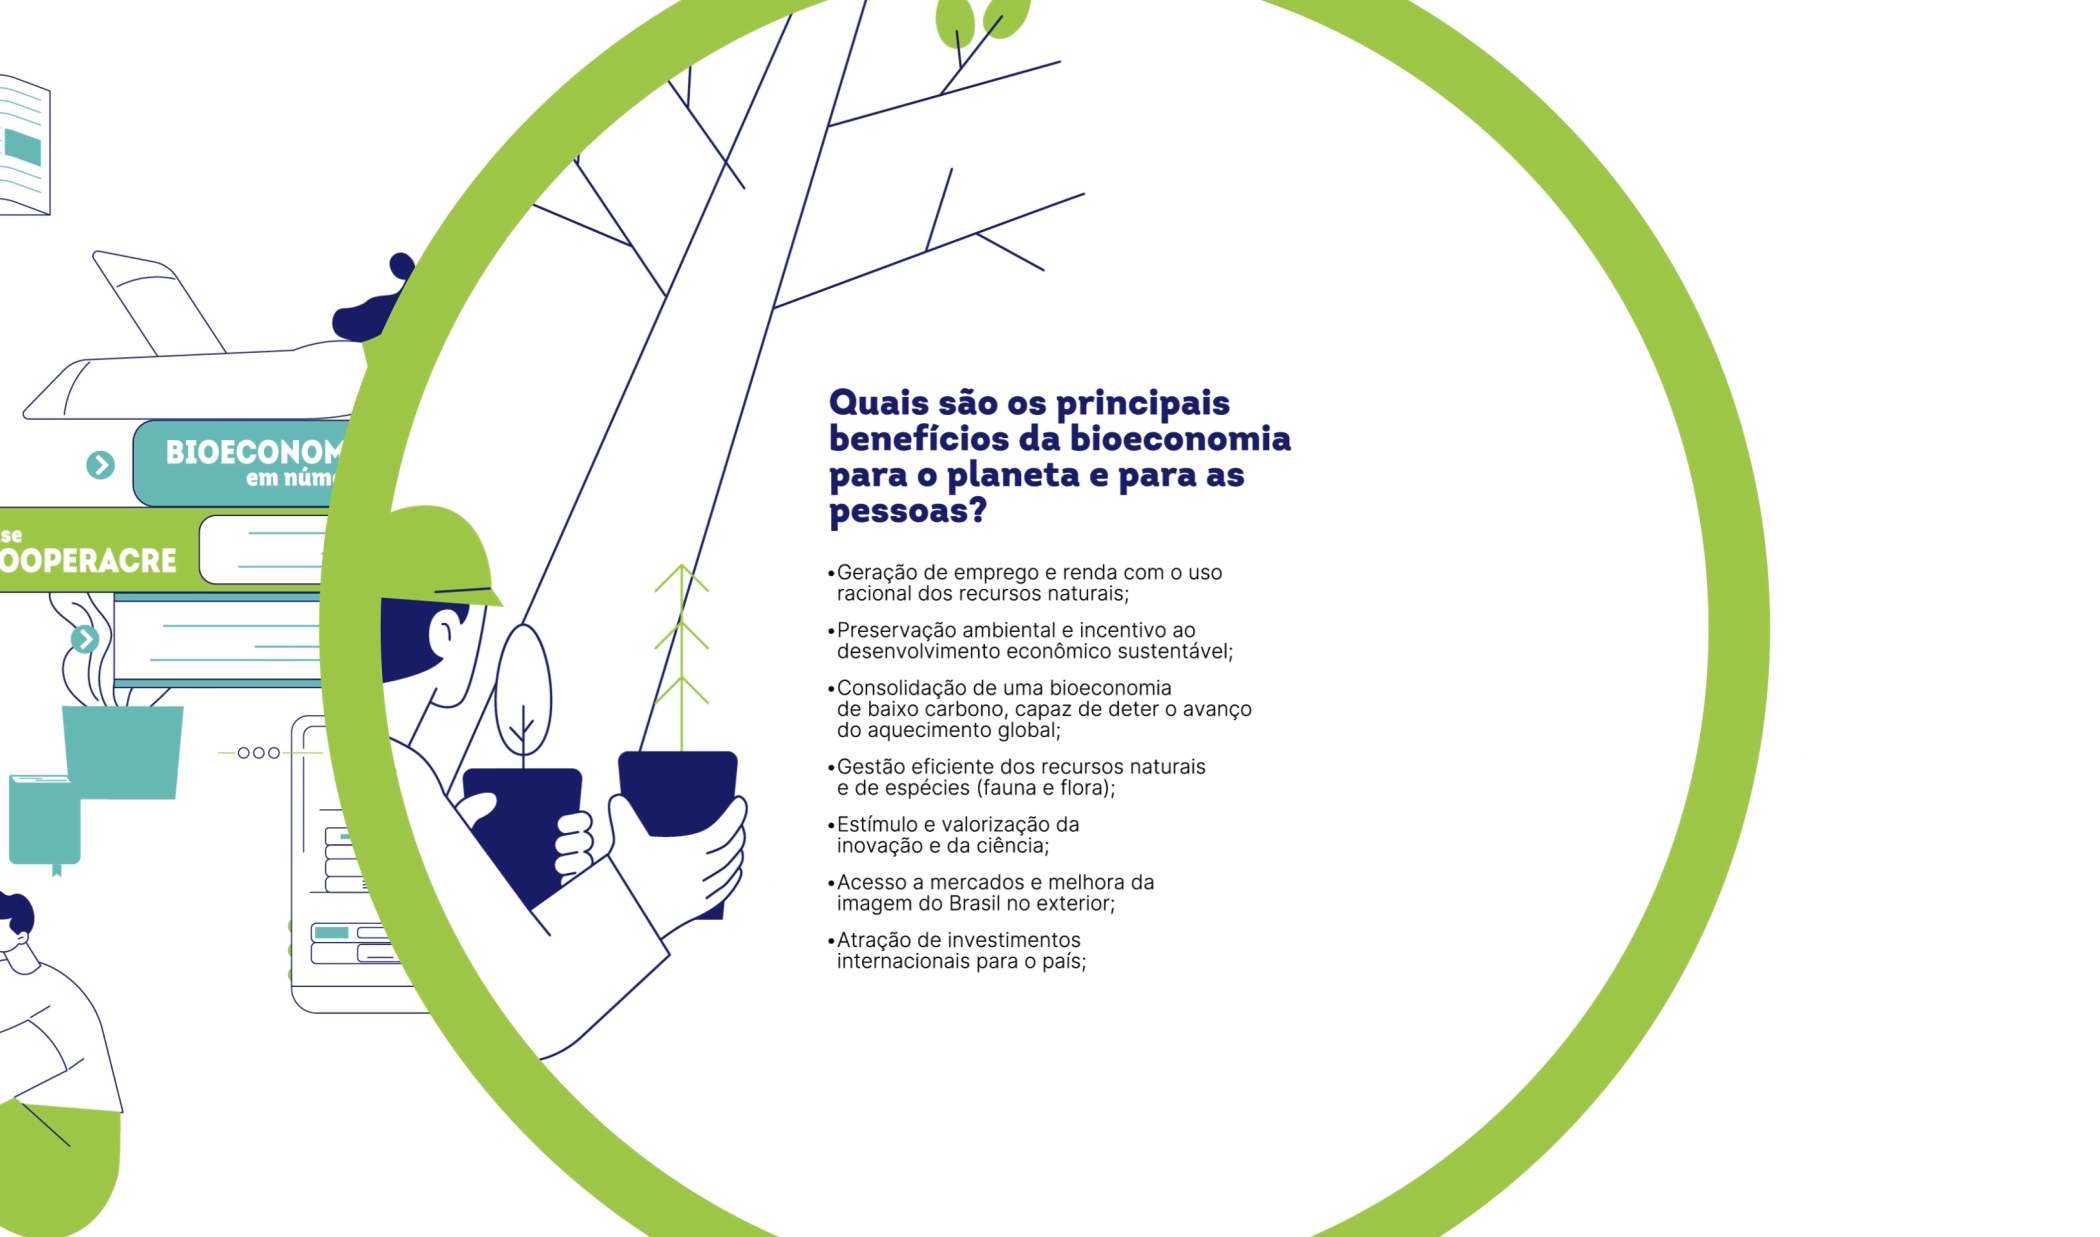 BIOECONOM
em núm
se
OOPERACRE
Quais são os principais
benefícios da bioeconomia
para o planeta e para as
pessoas?
•Geração de emprego e renda com o uso
racional dos recursos naturais;
•Preservação ambiental e incentivo ao
desenvolvimento econômico sustentável;
•Consolidação de uma bioeconomia
de baixo carbono, capaz de deter o avanço
do aquecimento global;
•Gestão eficiente dos recursos naturais
e de espécies (fauna e flora);
•Estímulo e valorização da
inovação e da ciência;
•Acesso a mercados e melhora da
imagem do Brasil no exterior;
•Atração de investimentos
internacionais para o país;